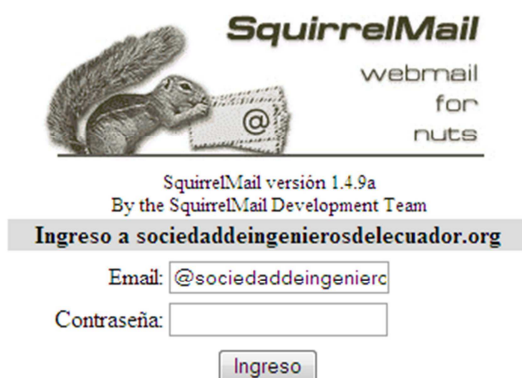 SquirrelMail
webmail
for
nuts
@
SquirrelMail versión 1.4.9a
By the SquirrelMail Development Team
Ingreso a sociedaddeingenierosdelecuador.org
Email: @sociedaddeingenierc
Contraseña:
Ingreso